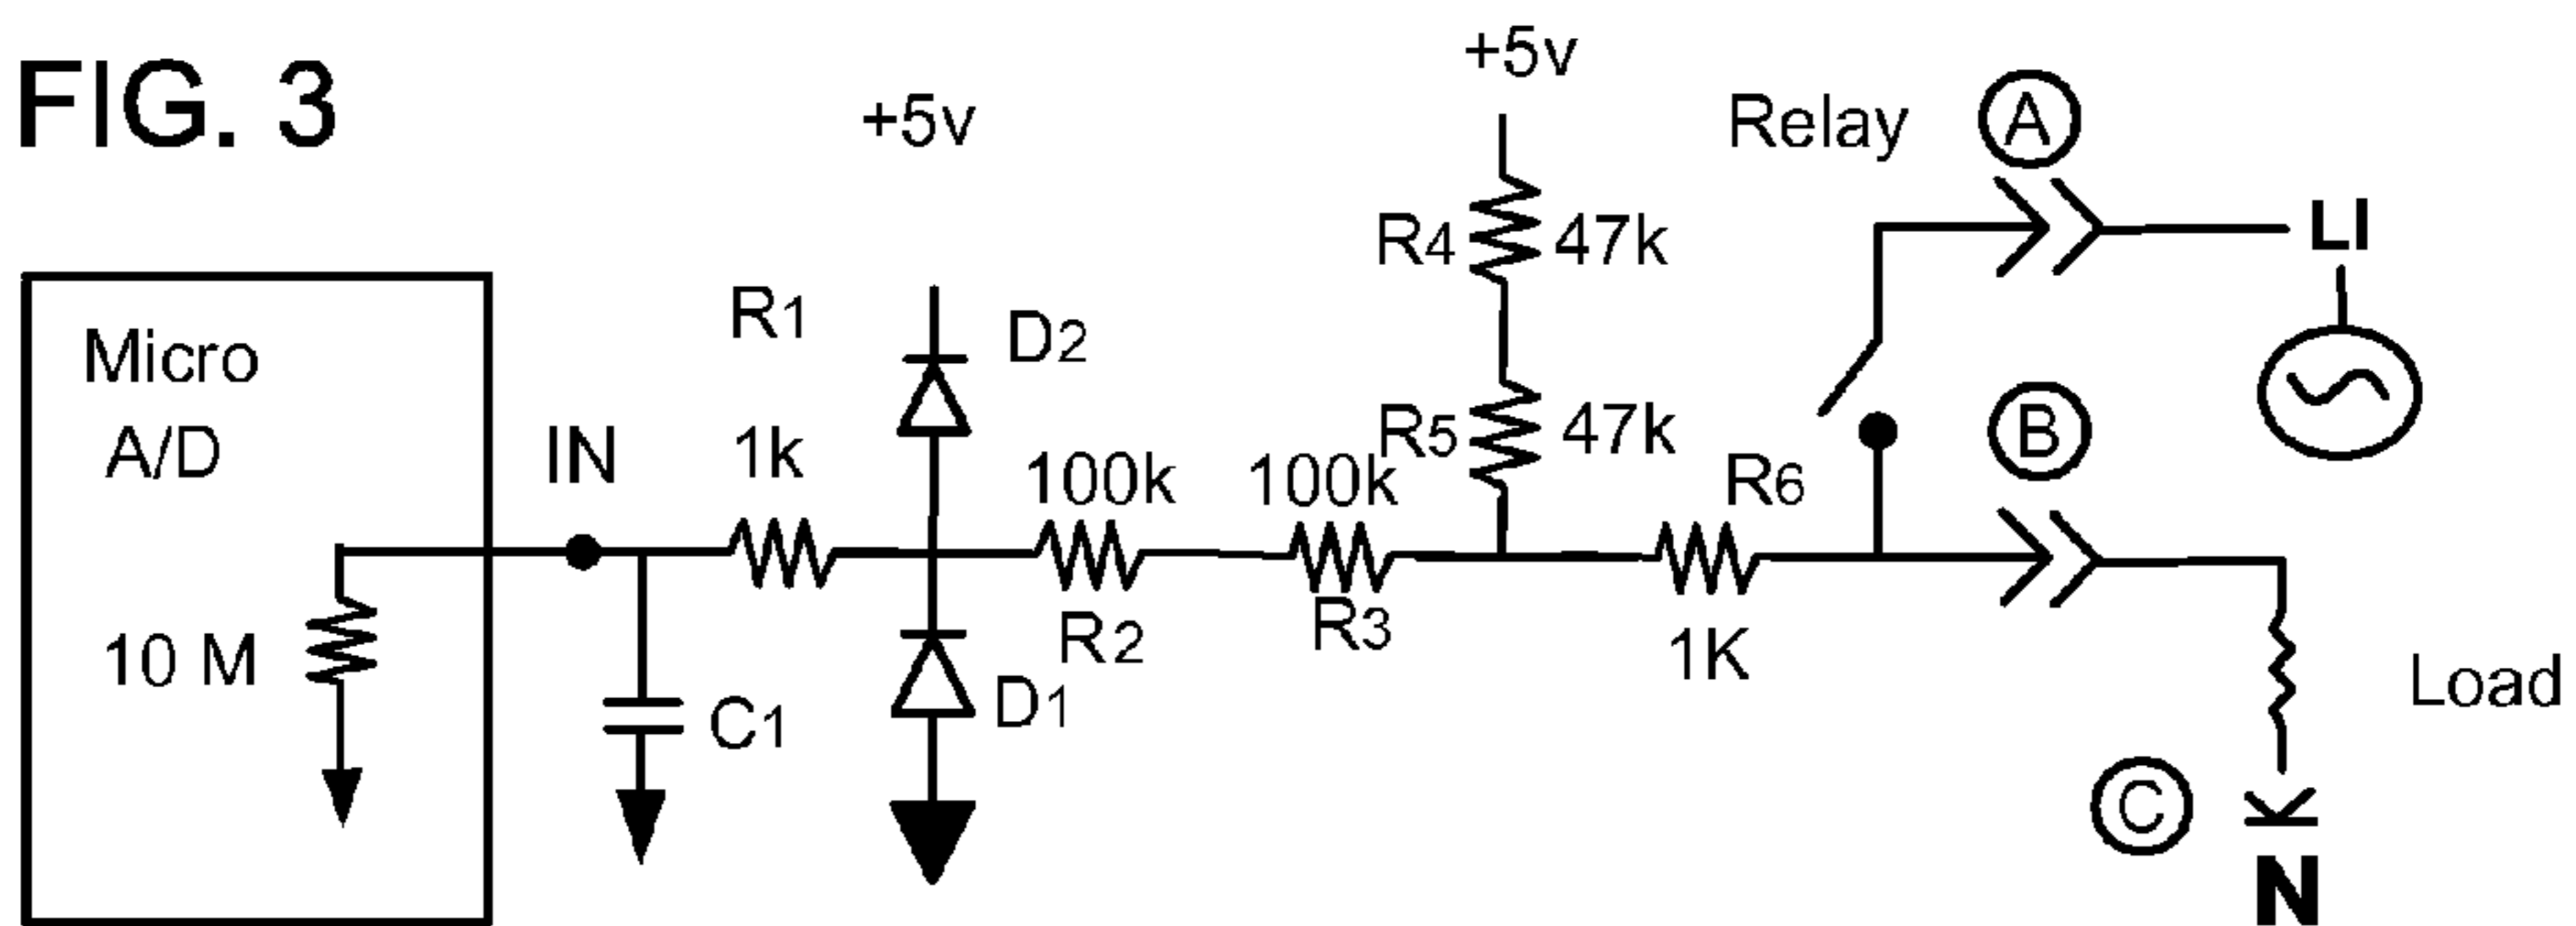 FIG. 3
+5v
+5v
Relay
A
R4 47k
LI
R1
D2
Micro
A/D
IN
1k
100k
100k
R5 47k
R6
B
10 M
C1
D1
R2
R3
1K
Load
C
N